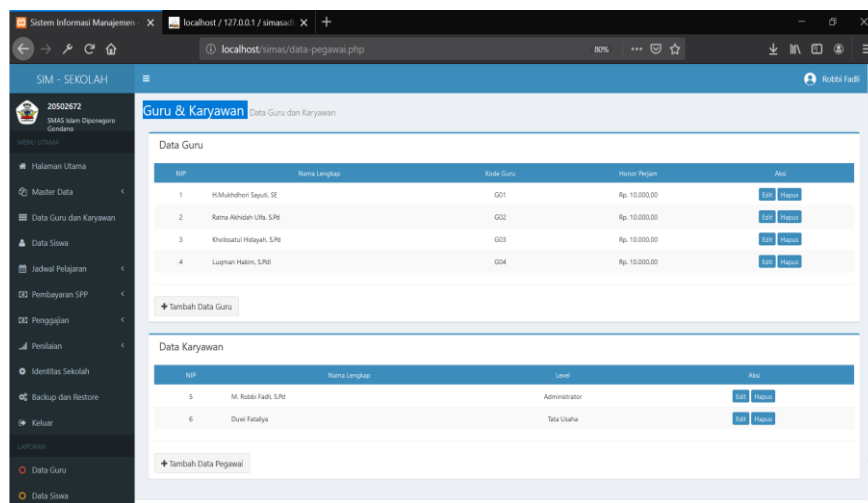 Sistem Informasi Manajemen -
localhost / 127.0.0.1 / simasadl
localhost/simas/data-pegawai.php
80%
SIM - SEKOLAH
Robbi Fadli
20502672
SMAS Islam Diponegoro
Gondang
MENU UTAMA
Halaman Utama
Master Data
Data Guru dan Karyawan
Data Siswa
Jadwal Pelajaran
Pembayaran SPP
Penggajian
Penilaian
Identitas Sekolah
Backup dan Restore
Keluar
LAPORAN
Data Guru
Data Siswa
Guru & Karyawan Data Guru dan Karyawan
Data Guru
NIP Nama Lengkap Kode Guru Honor Perjam Aksi
1 H.Mukhdhori Sayuti, SE G01 Rp. 10.000,00 Edit Hapus
2 Ratna Akhidah Ulfa, S.Pd G02 Rp. 10.000,00 Edit Hapus
3 Kholissatul Hidayah, S.Pd G03 Rp. 10.000,00 Edit Hapus
4 Luqman Hakim, S.PdI G04 Rp. 10.000,00 Edit Hapus
+ Tambah Data Guru
Data Karyawan
NIP Nama Lengkap Level Aksi
5 M. Robbi Fadli, S.Pd Administrator Edit Hapus
6 Duwi Fataliya Tata Usaha Edit Hapus
+ Tambah Data Pegawai